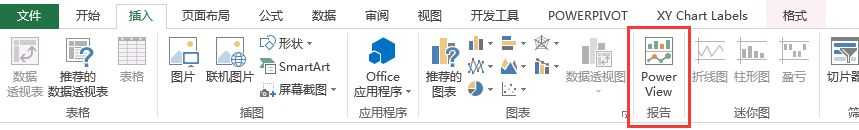 文件 开始 插入 页面布局 公式 数据 审阅 视图 开发工具 POWERPIVOT XY Chart Labels 格式
数据
透视表
推荐的
数据透视表
表格
表格
图片
联机图片
形状
SmartArt
屏幕截图
插图
Office
应用程序
应用程序
推荐的
图表
数据透视图
图表
Power
View
报告
折线图
柱形图
盈亏
迷你图
切片器